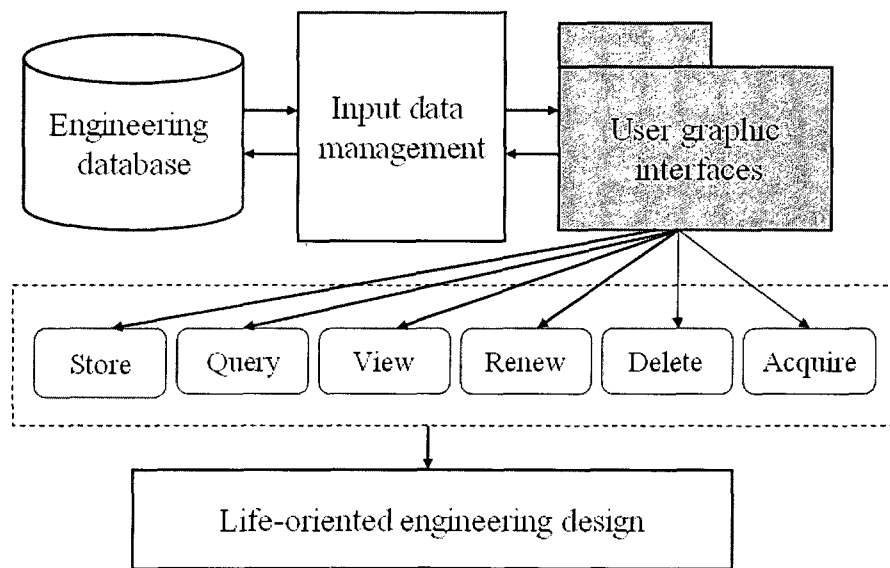 Engineering
database
Input data
management
User graphic
interfaces
Store
Query
View
Renew
Delete
Acquire
Life-oriented engineering design